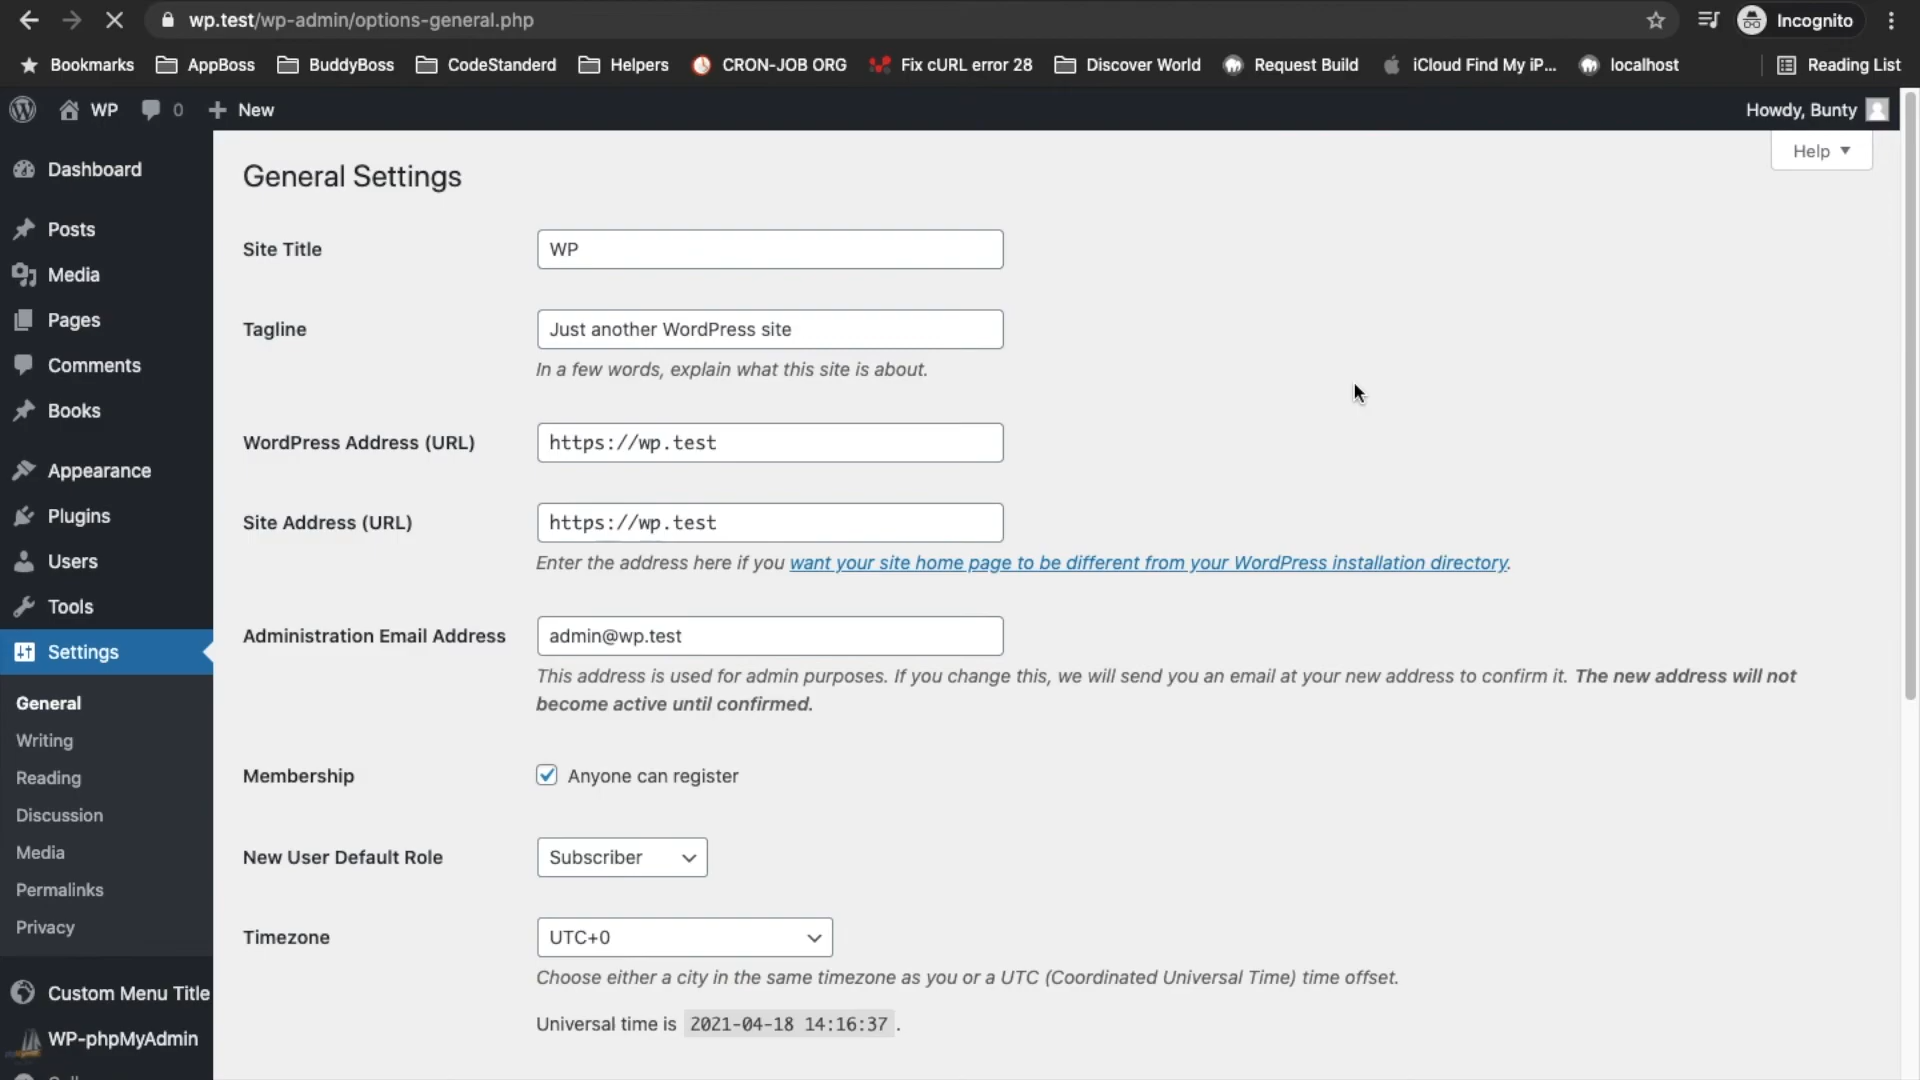 wp.test/wp-admin/options-general.php
Incognito
Bookmarks AppBoss BuddyBoss CodeStanderd Helpers CRON-JOB ORG Fix cURL error 28 Discover World Request Build iCloud Find My iP... localhost Reading List
WP 0 New Howdy, Bunty
Help
Dashboard
Posts
Media
Pages
Comments
Books
Appearance
Plugins
Users
Tools
Settings
General
Writing
Reading
Discussion
Media
Permalinks
Privacy
Custom Menu Title
WP-phpMyAdmin
General Settings
Site Title WP
Tagline Just another WordPress site
In a few words, explain what this site is about.
WordPress Address (URL) https://wp.test
Site Address (URL) https://wp.test
Enter the address here if you want your site home page to be different from your WordPress installation directory.
Administration Email Address admin@wp.test
This address is used for admin purposes. If you change this, we will send you an email at your new address to confirm it. The new address will not
become active until confirmed.
Membership Anyone can register
New User Default Role Subscriber
Timezone UTC+0
Choose either a city in the same timezone as you or a UTC (Coordinated Universal Time) time offset.
Universal time is 2021-04-18 14:16:37 .